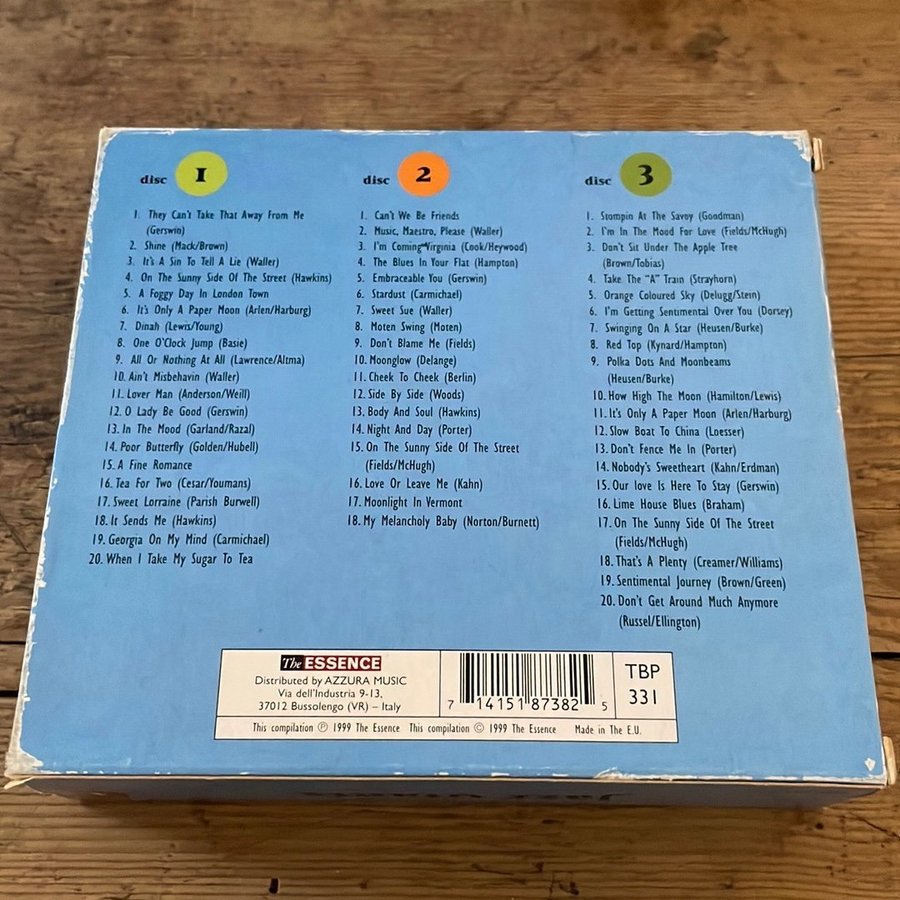 disc 1
1. They Can't Take That Away From Me
(Gerswin)
2. Shine (Mack/Brown)
3. It's A Sin To Tell A Lie (Waller)
4. On The Sunny Side Of The Street (Hawkins)
5. A Foggy Day In London Town
6. It's Only A Paper Moon (Arlen/Harburg)
7. Dinah (Lewis/Young)
8. One O'Clock Jump (Basie)
9. All Or Nothing At All (Lawrence/Altma)
10. Ain't Misbehavin (Waller)
11. Lover Man (Anderson/Weill)
12. O Lady Be Good (Gerswin)
13. In The Mood (Garland/Razal)
14. Poor Butterfly (Golden/Hubell)
15. A Fine Romance
16. Tea For Two (Cesar/Youmans)
17. Sweet Lorraine (Parish Burwell)
18. It Sends Me (Hawkins)
19. Georgia On My Mind (Carmichael)
20. When I Take My Sugar To Tea
disc 2
1. Can't We Be Friends
2. Music, Maestro, Please (Waller)
3. I'm Coming Virginia (Cook/Heywood)
4. The Blues In Your Flat (Hampton)
5. Embraceable You (Gerswin)
6. Stardust (Carmichael)
7. Sweet Sue (Waller)
8. Moten Swing (Moten)
9. Don't Blame Me (Fields)
10. Moonglow (Delange)
11. Cheek To Cheek (Berlin)
12. Side By Side (Woods)
13. Body And Soul (Hawkins)
14. Night And Day (Porter)
15. On The Sunny Side Of The Street
(Fields/McHugh)
16. Love Or Leave Me (Kahn)
17. Moonlight In Vermont
18. My Melancholy Baby (Norton/Burnett)
disc 3
1. Stompin At The Savoy (Goodman)
2. I'm In The Mood For Love (Fields/McHugh)
3. Don't Sit Under The Apple Tree
(Brown/Tobias)
4. Take The "A" Train (Strayhorn)
5. Orange Coloured Sky (Delugg/Stein)
6. I'm Getting Sentimental Over You (Dorsey)
7. Swinging On A Star (Heusen/Burke)
8. Red Top (Kynard/Hampton)
9. Polka Dots And Moonbeams
(Heusen/Burke)
10. How High The Moon (Hamilton/Lewis)
11. It's Only A Paper Moon (Arlen/Harburg)
12. Slow Boat To China (Loesser)
13. Don't Fence Me In (Porter)
14. Nobody's Sweetheart (Kahn/Erdman)
15. Our love Is Here To Stay (Gerswin)
16. Lime House Blues (Braham)
17. On The Sunny Side Of The Street
(Fields/McHugh)
18. That's A Plenty (Creamer/Williams)
19. Sentimental Journey (Brown/Green)
20. Don't Get Around Much Anymore
(Russel/Ellington)
The ESSENCE
Distributed by AZZURA MUSIC
Via dell'Industria 9-13,
37012 Bussolengo (VR) – Italy
7 14151 87382 5
TBP
331
This compilation ℗ 1999 The Essence This compilation © 1999 The Essence Made in The E.U.